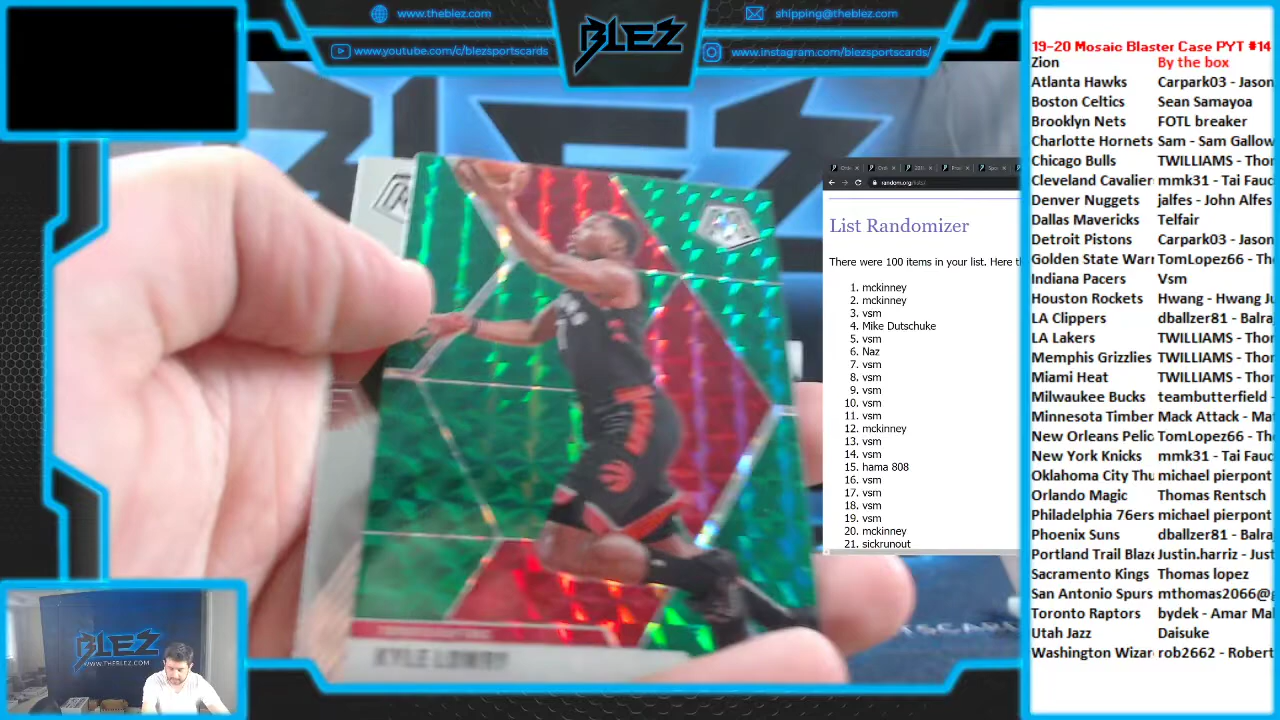 www.theblez.com
www.youtube.com/c/blezsportscards
BLEZ
shipping@theblez.com
www.instagram.com/blezsportscards/
List Randomizer
There were 100 items in your list. Here
1. mckinney
2. mckinney
3. vsm
4. Mike Dutschuke
5. vsm
6. Naz
7. vsm
8. vsm
9. vsm
10. vsm
11. vsm
12. mckinney
13. vsm
14. vsm
15. hama 808
16. vsm
17. vsm
18. vsm
19. vsm
20. mckinney
21. sickrunout
19-20 Mosaic Blaster Case PYT #14
Zion By the box
Atlanta Hawks Carpark03 - Jason
Boston Celtics Sean Samayoa
Brooklyn Nets FOTL breaker
Charlotte Hornets Sam - Sam Gallow
Chicago Bulls TWILLIAMS - Thor
Cleveland Cavalier mmk31 - Tai Fauc
Denver Nuggets jalfes - John Alfes
Dallas Mavericks Telfair
Detroit Pistons Carpark03 - Jason
Golden State Warr TomLopez66 - Tho
Indiana Pacers Vsm
Houston Rockets Hwang - Hwang Ju
LA Clippers dballzer81 - Balra
LA Lakers TWILLIAMS - Thor
Memphis Grizzlies TWILLIAMS - Thor
Miami Heat TWILLIAMS - Thor
Milwaukee Bucks teambutterfield -
Minnesota Timber Mack Attack - Ma
New Orleans Pelic TomLopez66 - Tho
New York Knicks mmk31 - Tai Fauc
Oklahoma City Thu michael pierpont
Orlando Magic Thomas Rentsch
Philadelphia 76ers michael pierpont
Phoenix Suns dballzer81 - Balra
Portland Trail Blaze Justin.harriz - Just
Sacramento Kings Thomas lopez
San Antonio Spurs mthomas2066@g
Toronto Raptors bydek - Amar Mal
Utah Jazz Daisuke
Washington Wizar rob2662 - Robert
KYLE LOWRY
BLEZ
WWW.THEBLEZ.COM